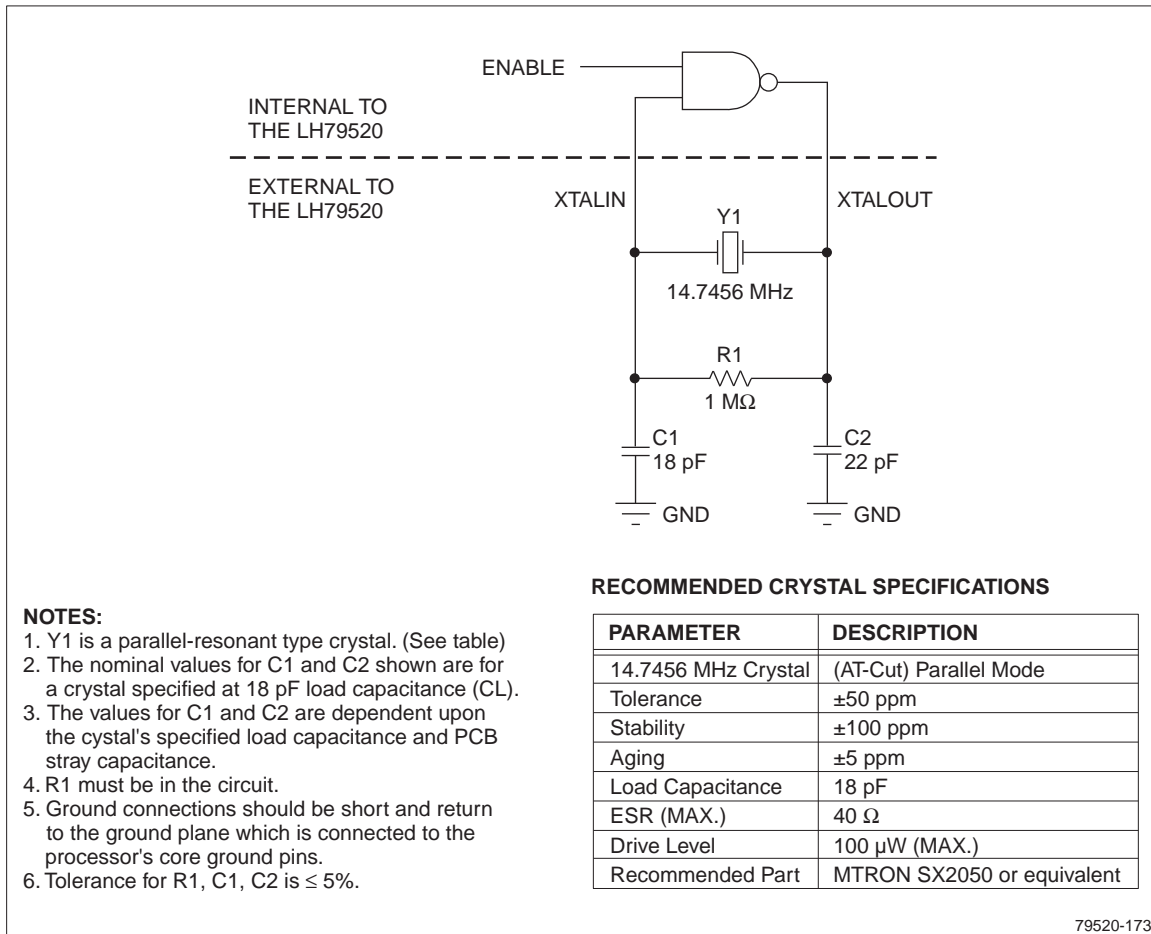 ENABLE
INTERNAL TO
THE LH79520
EXTERNAL TO
THE LH79520
XTALIN
XTALOUT
Y1
14.7456 MHz
R1
1 MΩ
C1
18 pF
C2
22 pF
GND
GND
NOTES:
1. Y1 is a parallel-resonant type crystal. (See table)
2. The nominal values for C1 and C2 shown are for
a crystal specified at 18 pF load capacitance (CL).
3. The values for C1 and C2 are dependent upon
the cystal's specified load capacitance and PCB
stray capacitance.
4. R1 must be in the circuit.
5. Ground connections should be short and return
to the ground plane which is connected to the
processor's core ground pins.
6. Tolerance for R1, C1, C2 is ≤ 5%.
RECOMMENDED CRYSTAL SPECIFICATIONS
PARAMETER DESCRIPTION
14.7456 MHz Crystal (AT-Cut) Parallel Mode
Tolerance ±50 ppm
Stability ±100 ppm
Aging ±5 ppm
Load Capacitance 18 pF
ESR (MAX.) 40 Ω
Drive Level 100 µW (MAX.)
Recommended Part MTRON SX2050 or equivalent
79520-173